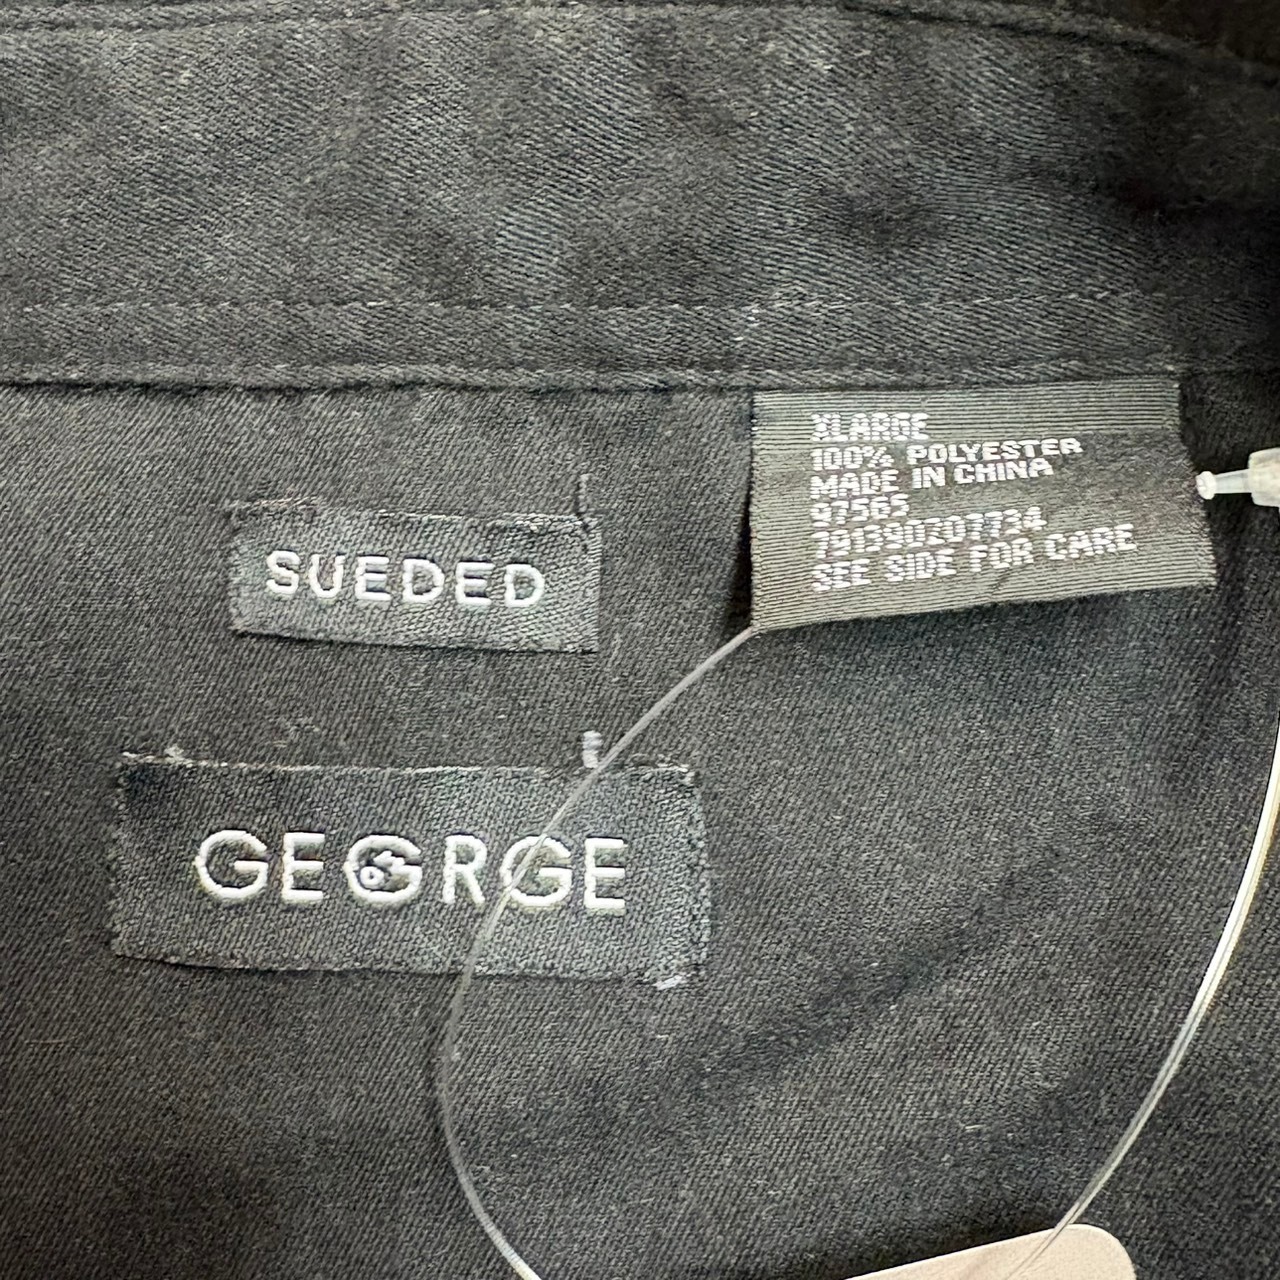 XLARGE
100% POLYESTER
MADE IN CHINA
97565
791390207734
SEE SIDE FOR CARE
SUEDED
GEORGE